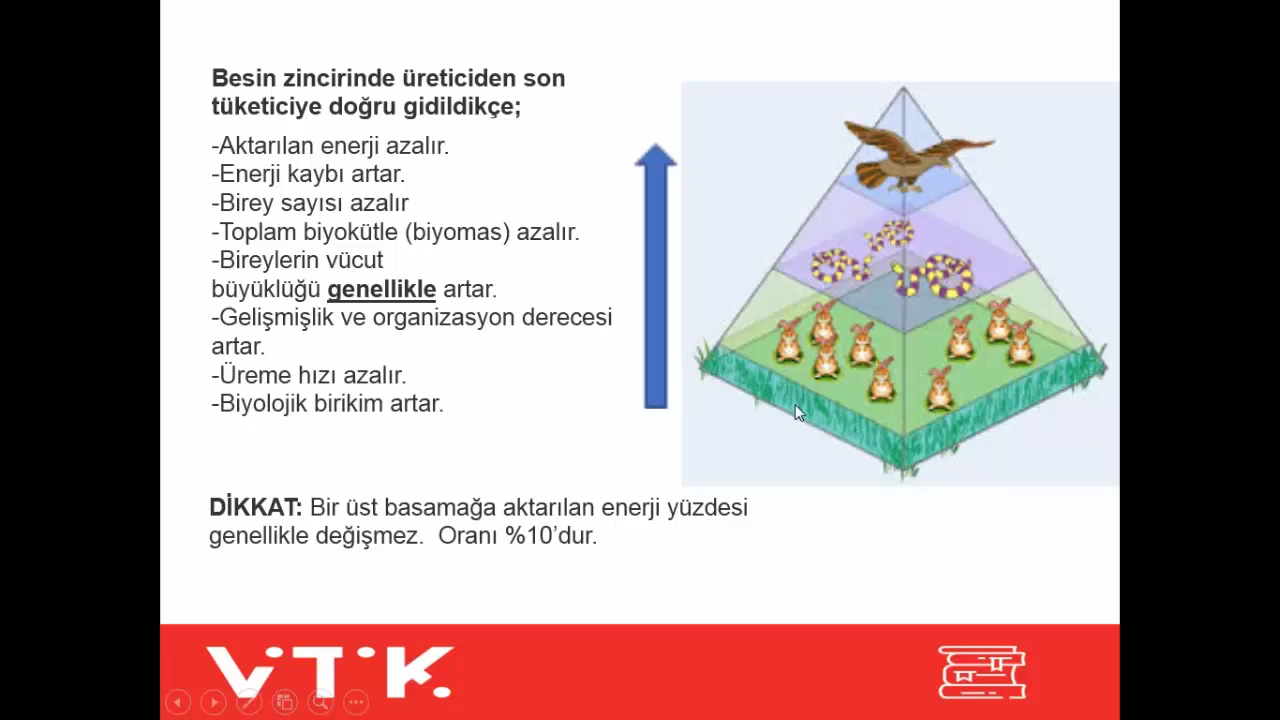 Besin zincirinde üreticiden son
tüketiciye doğru gidildikçe;
-Aktarılan enerji azalır.
-Enerji kaybı artar.
-Birey sayısı azalır
-Toplam biyokütle (biyomas) azalır.
-Bireylerin vücut
büyüklüğü genellikle artar.
-Gelişmişlik ve organizasyon derecesi
artar.
-Üreme hızı azalır.
-Biyolojik birikim artar.
DİKKAT: Bir üst basamağa aktarılan enerji yüzdesi
genellikle değişmez. Oranı %10’dur.
ViTiK